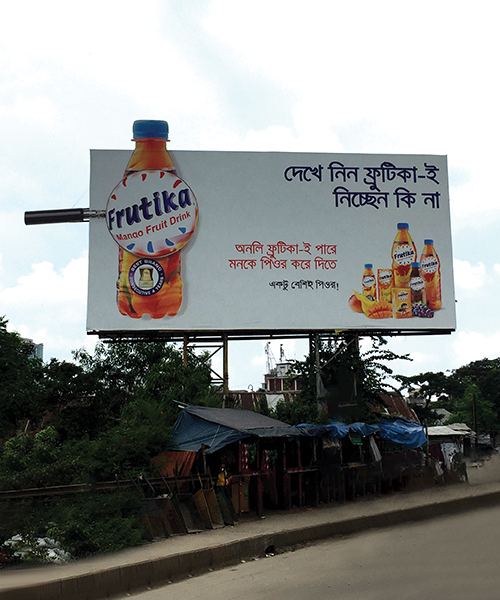 Frutika
Mango Fruit Drink
দেখে নিন ফ্রুটিকা-ই
নিচ্ছেন কি না
অনলি ফ্রুটিকা-ই পারে
মনকে পিওর করে দিতে
একটু বেশিই পিওর!